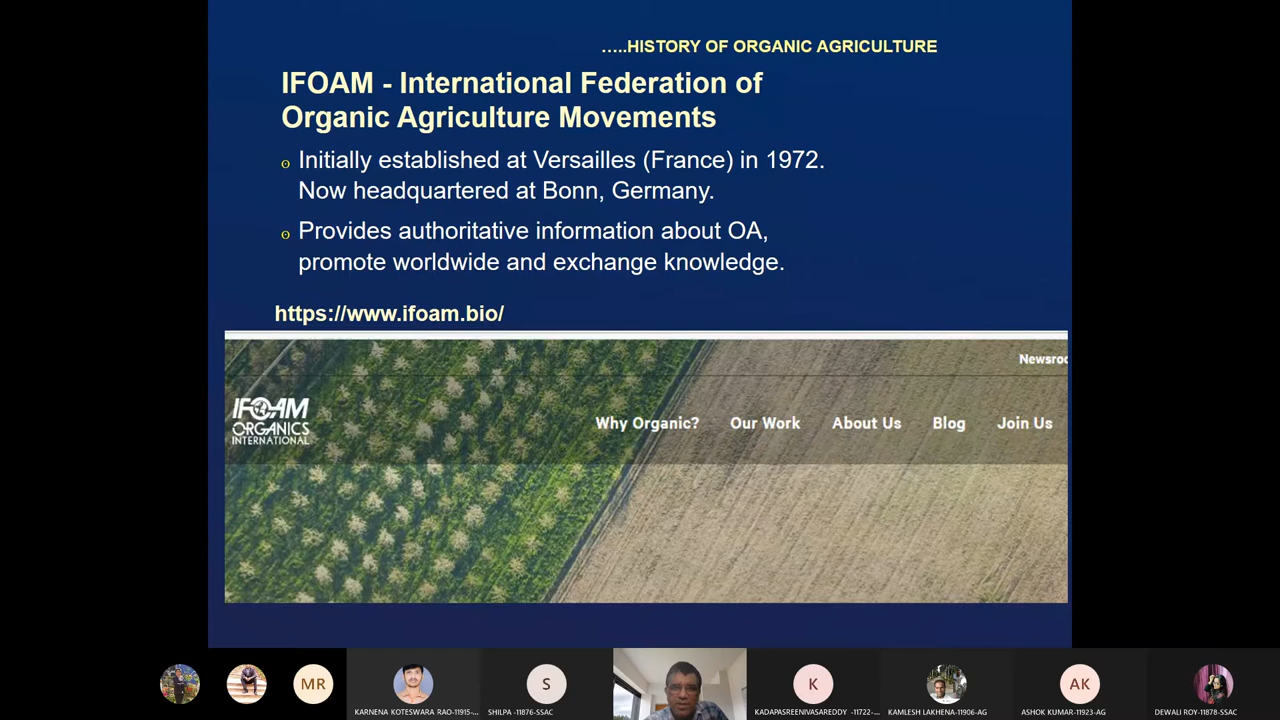 …..HISTORY OF ORGANIC AGRICULTURE
IFOAM - International Federation of
Organic Agriculture Movements
Initially established at Versailles (France) in 1972.
Now headquartered at Bonn, Germany.
Provides authoritative information about OA,
promote worldwide and exchange knowledge.
https://www.ifoam.bio/
Newsroo
IFOAM
ORGANICS
INTERNATIONAL
Why Organic? Our Work About Us Blog Join Us
MR S K AK
KARNENA KOTESWARA RAO-11915-... SHILPA -11876-SSAC KADAPASREENIVASAREDDY -11722-... KAMLESH LAKHENA-11906-AG ASHOK KUMAR-11923-AG DEWALI ROY-11878-SSAC